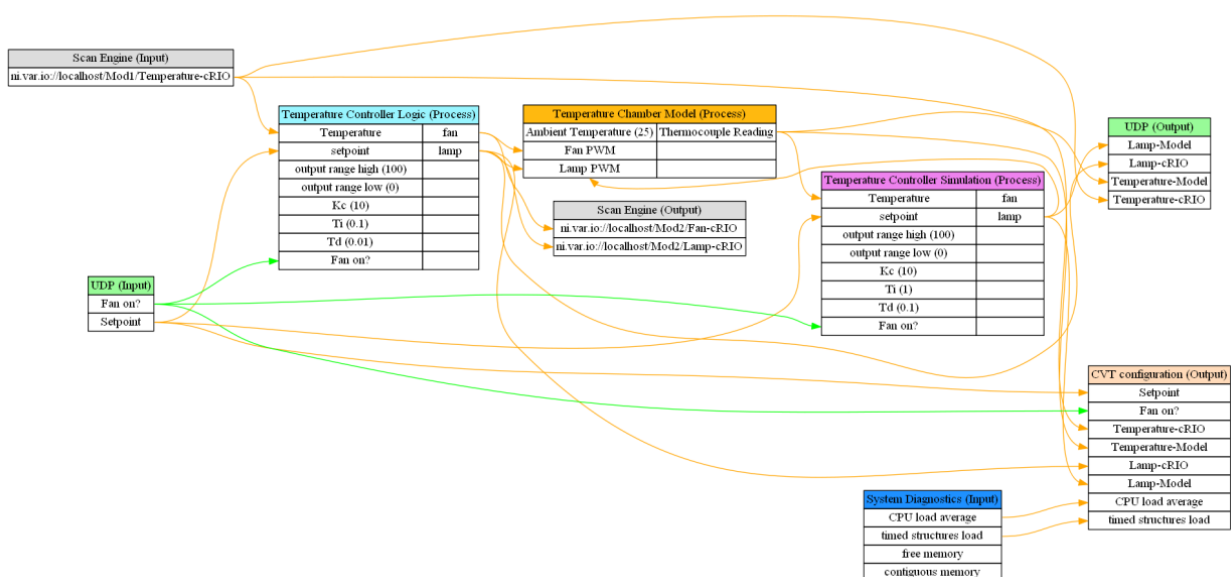 Scan Engine (Input)
ni.var.io://localhost/Mod1/Temperature-cRIO
Temperature Controller Logic (Process)
Temperature fan
setpoint lamp
output range high (100)
output range low (0)
Kc (10)
Ti (0.1)
Td (0.01)
Fan on?
Temperature Chamber Model (Process)
Ambient Temperature (25) Thermocouple Reading
Fan PWM
Lamp PWM
Scan Engine (Output)
ni.var.io://localhost/Mod2/Fan-cRIO
ni.var.io://localhost/Mod2/Lamp-cRIO
Temperature Controller Simulation (Process)
Temperature fan
setpoint lamp
output range high (100)
output range low (0)
Kc (10)
Ti (1)
Td (0.1)
Fan on?
UDP (Output)
Lamp-Model
Lamp-cRIO
Temperature-Model
Temperature-cRIO
UDP (Input)
Fan on?
Setpoint
CVT configuration (Output)
Setpoint
Fan on?
Temperature-cRIO
Temperature-Model
Lamp-cRIO
Lamp-Model
CPU load average
timed structures load
System Diagnostics (Input)
CPU load average
timed structures load
free memory
contiguous memory